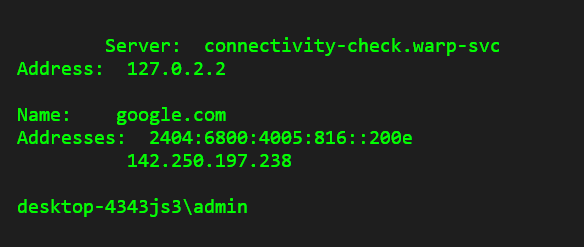 Server:  connectivity-check.warp-svc
Address:  127.0.2.2
Name:    google.com
Addresses:  2404:6800:4005:816::200e
142.250.197.238
desktop-4343js3\admin